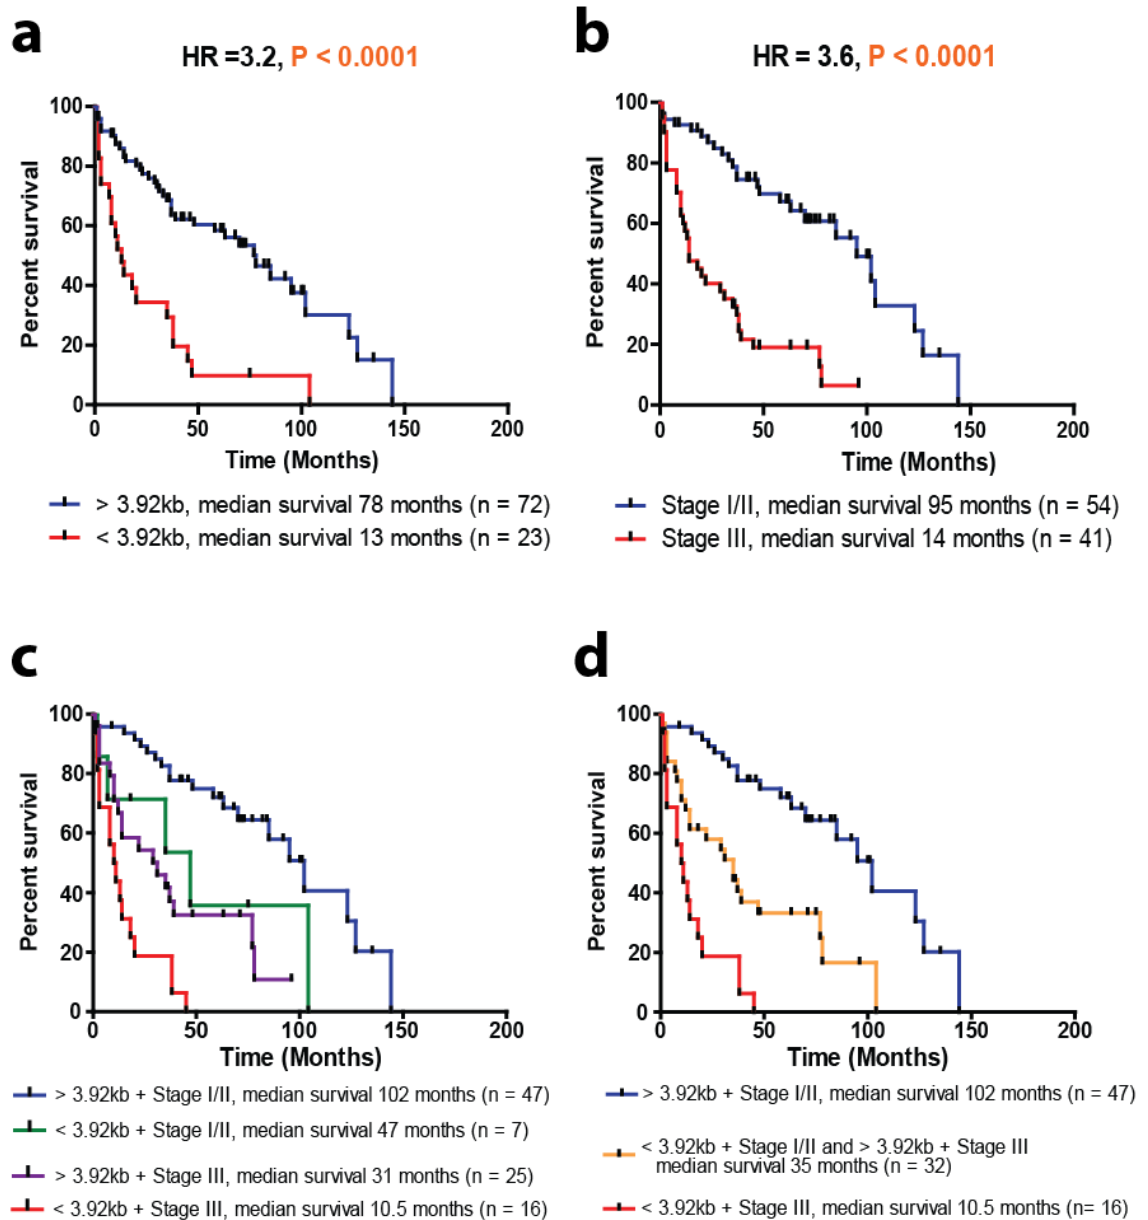 a
HR =3.2, P < 0.0001
Percent survival
100
80
60
40
20
0
0 50 100 150 200
Time (Months)
> 3.92kb, median survival 78 months (n = 72)
< 3.92kb, median survival 13 months (n = 23)
b
HR = 3.6, P < 0.0001
Percent survival
100
80
60
40
20
0
0 50 100 150 200
Time (Months)
Stage I/II, median survival 95 months (n = 54)
Stage III, median survival 14 months (n = 41)
c
Percent survival
100
80
60
40
20
0
0 50 100 150 200
Time (Months)
> 3.92kb + Stage I/II, median survival 102 months (n = 47)
< 3.92kb + Stage I/II, median survival 47 months (n = 7)
> 3.92kb + Stage III, median survival 31 months (n = 25)
< 3.92kb + Stage III, median survival 10.5 months (n = 16)
d
Percent survival
100
80
60
40
20
0
0 50 100 150 200
Time (Months)
> 3.92kb + Stage I/II, median survival 102 months (n = 47)
< 3.92kb + Stage I/II and > 3.92kb + Stage III
median survival 35 months (n = 32)
< 3.92kb + Stage III, median survival 10.5 months (n= 16)